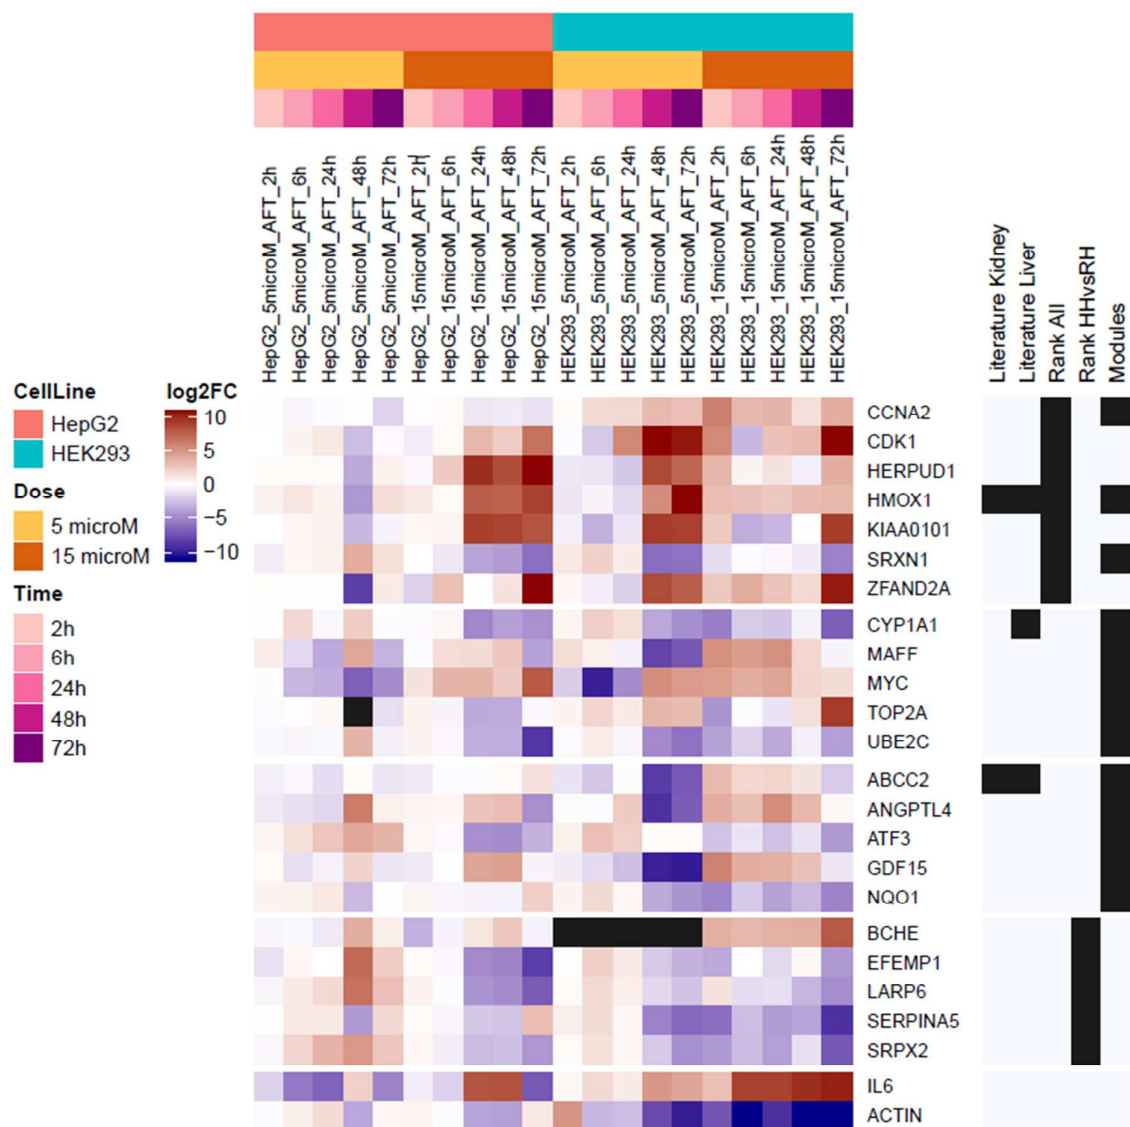 HepG2_5microM_AFT_2h
HepG2_5microM_AFT_6h
HepG2_5microM_AFT_24h
HepG2_5microM_AFT_48h
HepG2_5microM_AFT_72h
HepG2_15microM_AFT_2h
HepG2_15microM_AFT_6h
HepG2_15microM_AFT_24h
HepG2_15microM_AFT_48h
HepG2_15microM_AFT_72h
HEK293_5microM_AFT_2h
HEK293_5microM_AFT_6h
HEK293_5microM_AFT_24h
HEK293_5microM_AFT_48h
HEK293_5microM_AFT_72h
HEK293_15microM_AFT_2h
HEK293_15microM_AFT_6h
HEK293_15microM_AFT_24h
HEK293_15microM_AFT_48h
HEK293_15microM_AFT_72h
Literature Kidney
Literature Liver
Rank All
Rank HHvsRH
Modules
CellLine
HepG2
HEK293
Dose
5 microM
15 microM
Time
2h
6h
24h
48h
72h
log2FC
10
5
0
−5
−10
CCNA2
CDK1
HERPUD1
HMOX1
KIAA0101
SRXN1
ZFAND2A
CYP1A1
MAFF
MYC
TOP2A
UBE2C
ABCC2
ANGPTL4
ATF3
GDF15
NQO1
BCHE
EFEMP1
LARP6
SERPINA5
SRPX2
IL6
ACTIN